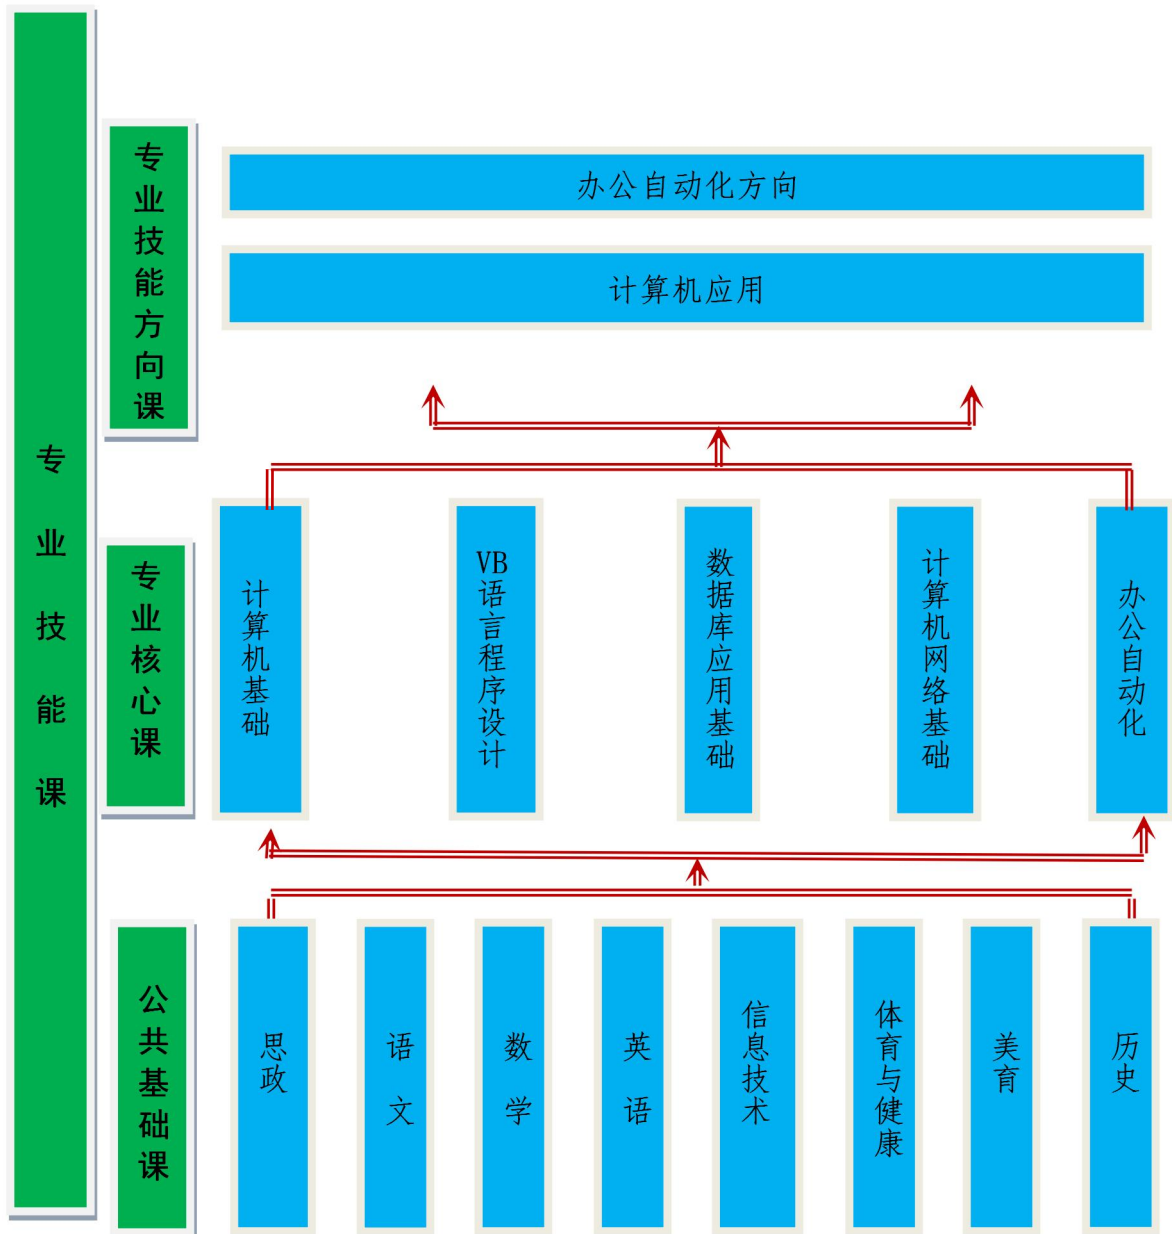 专业技能课
专业技能方向课
办公自动化方向
计算机应用
专业核心课
计算机基础
VB语言程序设计
数据库应用基础
计算机网络基础
办公自动化
公共基础课
思政
语文
数学
英语
信息技术
体育与健康
美育
历史